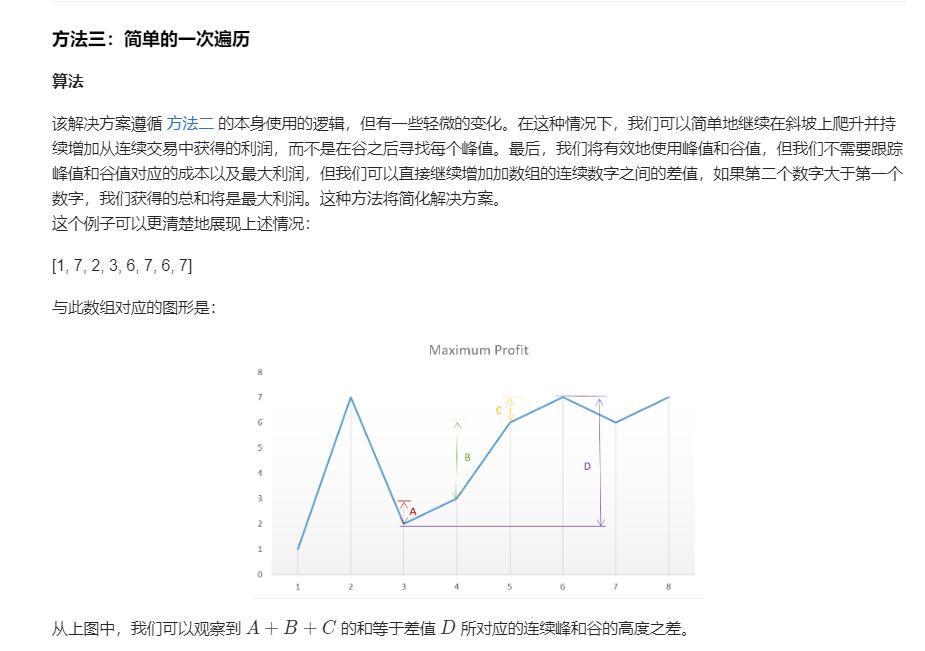 方法三：简单的一次遍历
算法
该解决方案遵循 方法二 的本身使用的逻辑，但有一些轻微的变化。在这种情况下，我们可以简单地继续在斜坡上爬升并持
续增加从连续交易中获得的利润，而不是在谷之后寻找每个峰值。最后，我们将有效地使用峰值和谷值，但我们不需要跟踪
峰值和谷值对应的成本以及最大利润，但我们可以直接继续增加加数组的连续数字之间的差值，如果第二个数字大于第一个
数字，我们获得的总和将是最大利润。这种方法将简化解决方案。
这个例子可以更清楚地展现上述情况：
[1, 7, 2, 3, 6, 7, 6, 7]
与此数组对应的图形是：
Maximum Profit
8
7
6
5
4
3
2
1
0
C
B
D
A
1 2 3 4 5 6 7 8
从上图中，我们可以观察到 A + B + C 的和等于差值 D 所对应的连续峰和谷的高度之差。